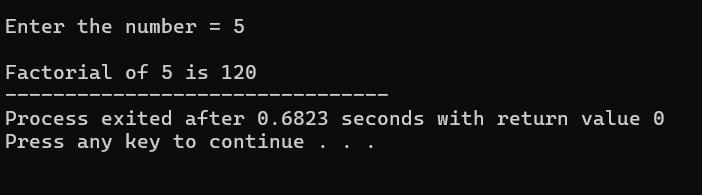 Enter the number = 5
Factorial of 5 is 120
--------------------------------
Process exited after 0.6823 seconds with return value 0
Press any key to continue . . .